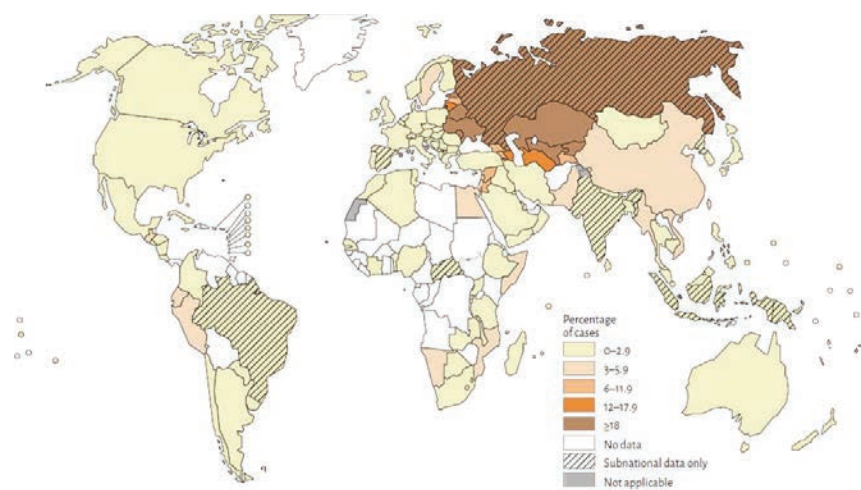 Percentage
of cases
0–2.9
3–5.9
6–11.9
12–17.9
≥18
No data
Subnational data only
Not applicable